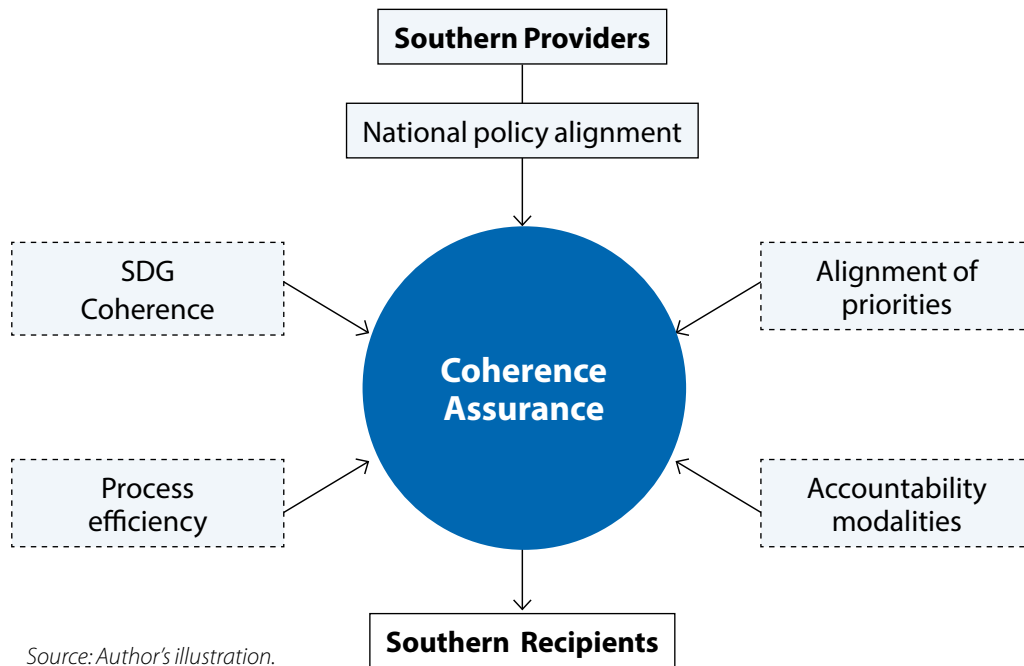 Southern Providers
National policy alignment
SDG
Coherence
Alignment of
priorities
Coherence
Assurance
Process
efficiency
Accountability
modalities
Southern Recipients
Source: Author's illustration.